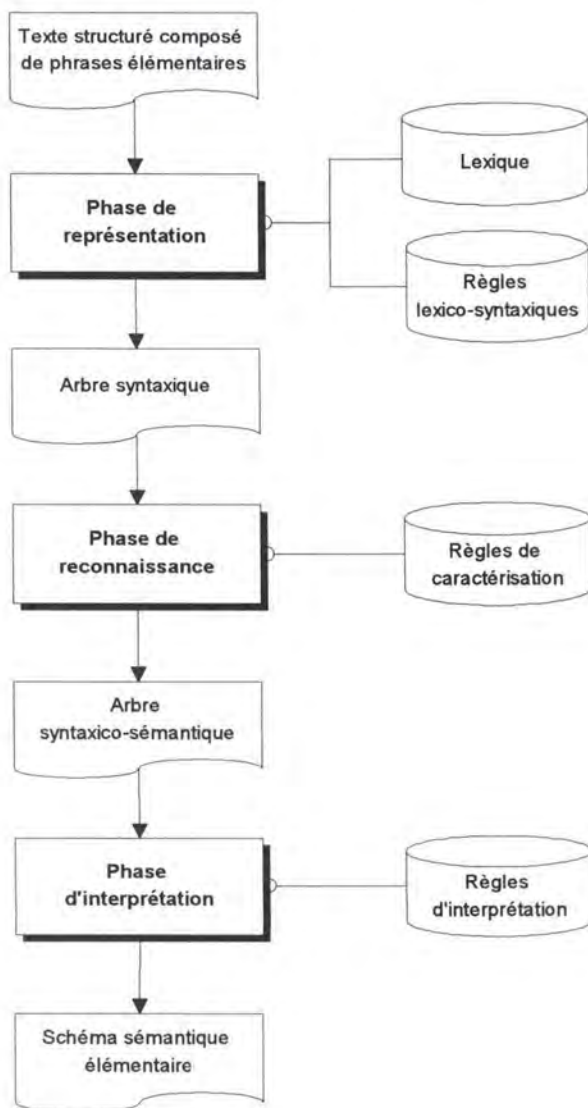 Texte structuré composé
de phrases élémentaires
Lexique
Phase de
représentation
Règles
lexico-syntaxiques
Arbre syntaxique
Phase de
reconnaissance
Règles de
caractérisation
Arbre
syntaxico-sémantique
Phase
d'interprétation
Règles
d'interprétation
Schéma sémantique
élémentaire